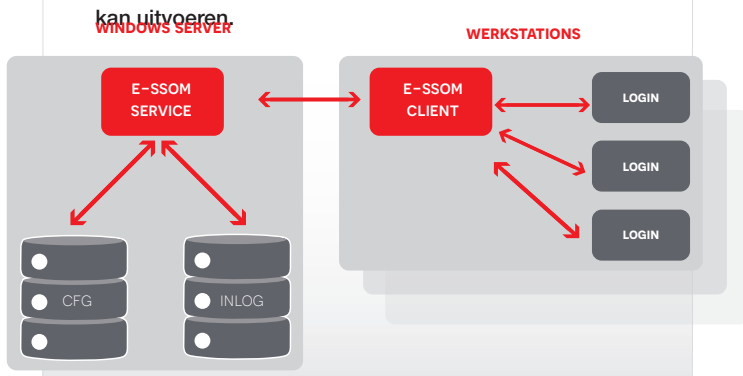 kan uitvoeren.
WINDOWS SERVER
WERKSTATIONS
E-SSOM
SERVICE
E-SSOM
CLIENT
LOGIN
LOGIN
LOGIN
CFG
INLOG